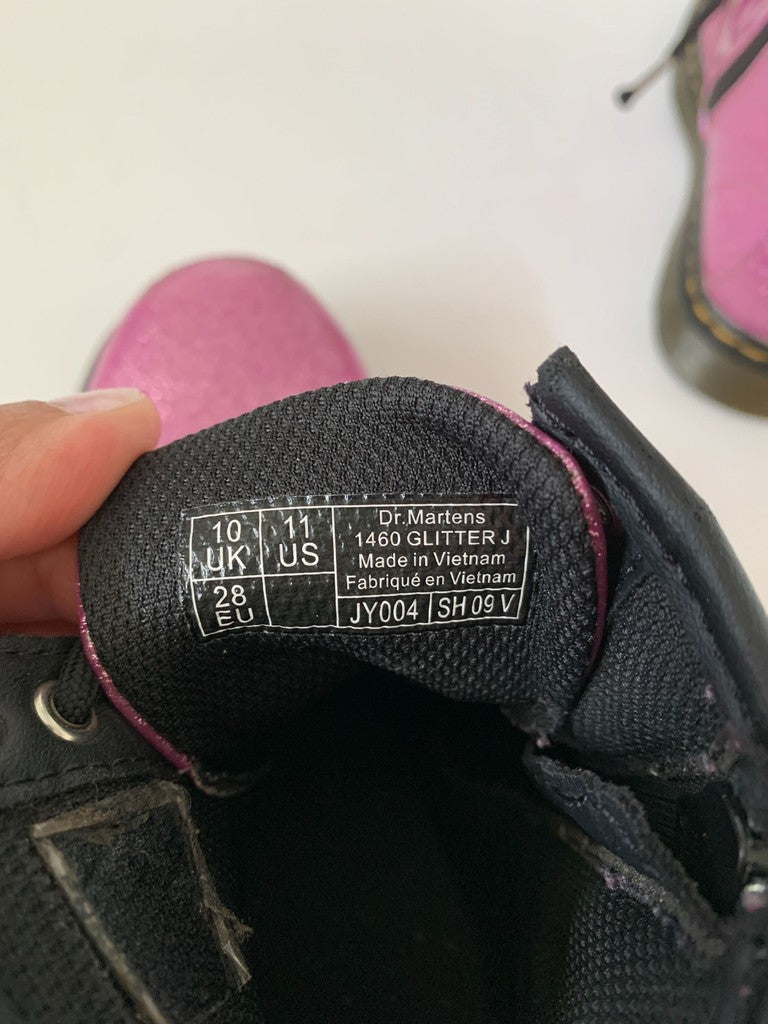 10 UK
11 US
28 EU
Dr.Martens
1460 GLITTER J
Made in Vietnam
Fabriqué en Vietnam
JY004
SH 09 V